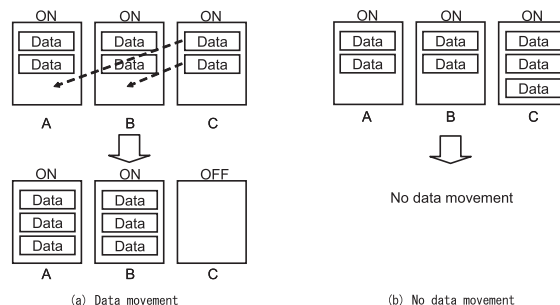 ON ON ON
Data Data Data
Data Data Data
A B C
ON ON OFF
Data Data
Data Data
Data Data
A B C
(a) Data movement
ON ON ON
Data Data Data
Data Data Data
Data
A B C
No data movement
(b) No data movement